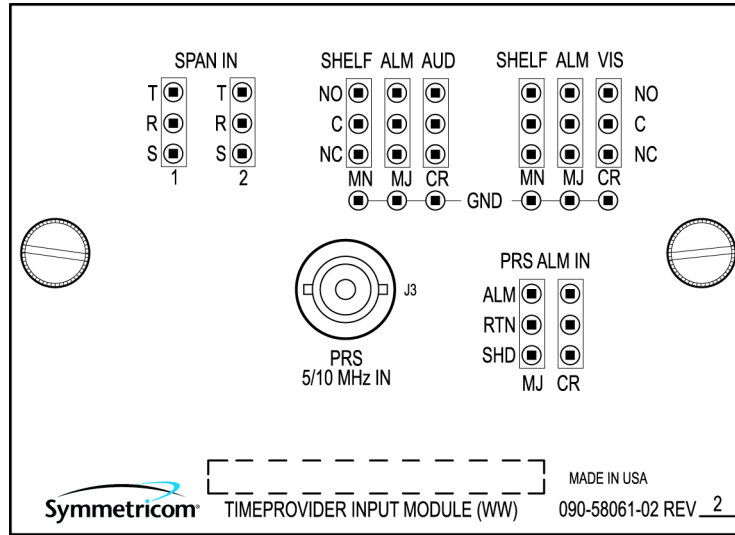 SPAN IN
SHELF ALM AUD
SHELF ALM VIS
T T NO NO
R R C C
S S NC NC
1 2 MN MJ CR MN MJ CR
GND
PRS ALM IN
ALM
J3
RTN
SHD
PRS
5/10 MHz IN
MJ CR
MADE IN USA
Symmetricom®
TIMEPROVIDER INPUT MODULE (WW)
090-58061-02 REV 2